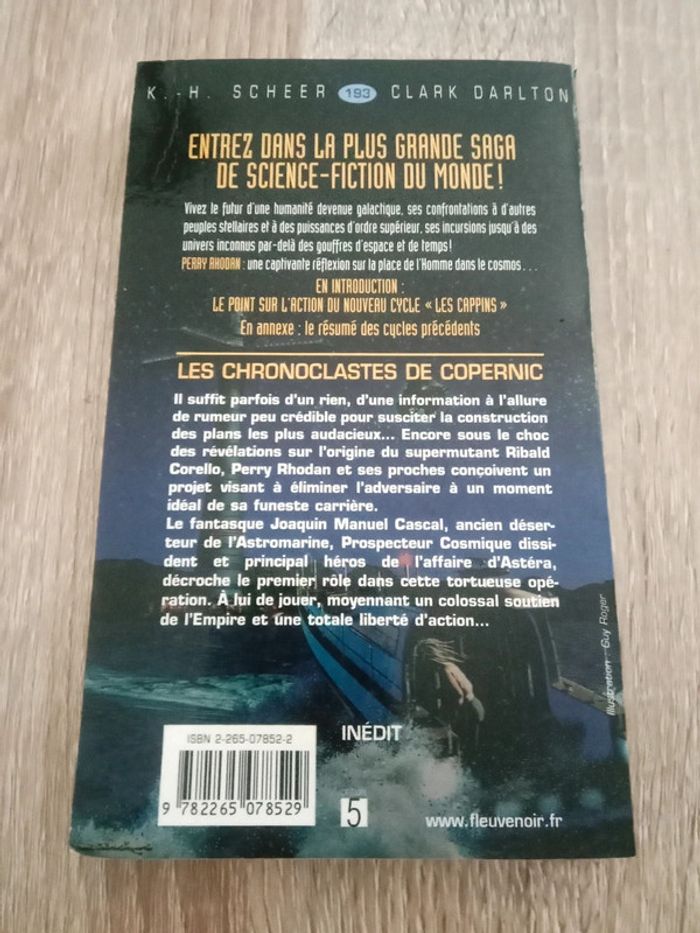 K.-H. SCHEER 193 CLARK DARLTON
ENTREZ DANS LA PLUS GRANDE SAGA
DE SCIENCE-FICTION DU MONDE !
Vivez le futur d'une humanité devenue galactique, ses confrontations à d'autres
peuples stellaires et à des puissances d'ordre supérieur, ses incursions jusqu'à des
univers inconnus par-delà des gouffres d'espace et de temps!
PERRY RHODAN : une captivante réflexion sur la place de l'Homme dans le cosmos...
EN INTRODUCTION :
LE POINT SUR L'ACTION DU NOUVEAU CYCLE « LES CAPPINS »
En annexe : le résumé des cycles précédents
LES CHRONOCLASTES DE COPERNIC
Il suffit parfois d'un rien, d'une information à l'allure
de rumeur peu crédible pour susciter la construction
des plans les plus audacieux... Encore sous le choc
des révélations sur l'origine du supermutant Ribald
Corello, Perry Rhodan et ses proches conçoivent un
projet visant à éliminer l'adversaire à un moment
idéal de sa funeste carrière.
Le fantasque Joaquin Manuel Cascal, ancien déser-
teur de l'Astromarine, Prospecteur Cosmique dissi-
dent et principal héros de l'affaire d'Astéra,
décroche le premier rôle dans cette tortueuse opé-
ration. À lui de jouer, moyennant un colossal soutien
de l'Empire et une totale liberté d'action...
Illustration : Guy Roger
INÉDIT
ISBN 2-265-07852-2
9 782265 078529
5
www.fleuvenoir.fr